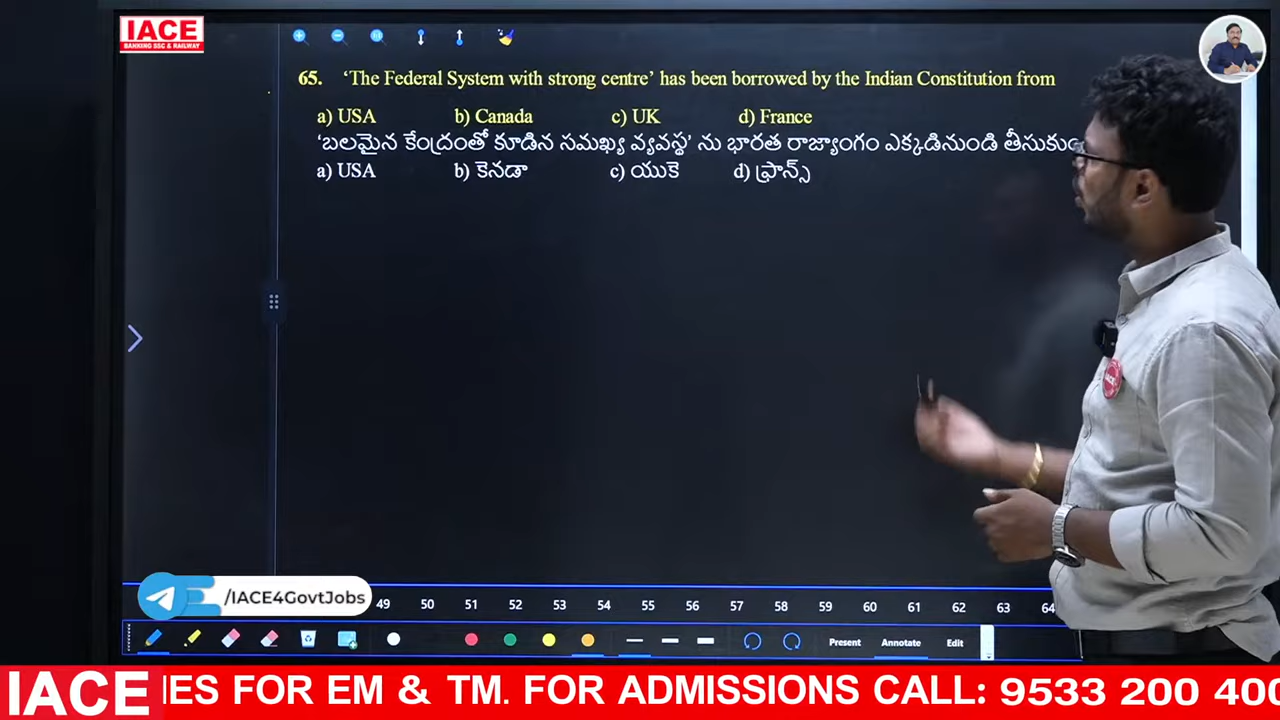 IACE
BANKING SSC & RAILWAY
65. ‘The Federal System with strong centre’ has been borrowed by the Indian Constitution from
a) USA b) Canada c) UK d) France
‘బలమైన కేంద్రంతో కూడిన సమఖ్య వ్యవస్థ’ ను భారత రాజ్యాంగం ఎక్కడినుండి
a) USA b) కెనడా c) యుకె d) ఫ్రాన్స్
/IACE4GovtJobs
49 50 51 52 53 54 55 56 57 58 59 60 61 62 63 64
Present Annotate Edit
IACE IES FOR EM & TM. FOR ADMISSIONS CALL: 9533 200 400